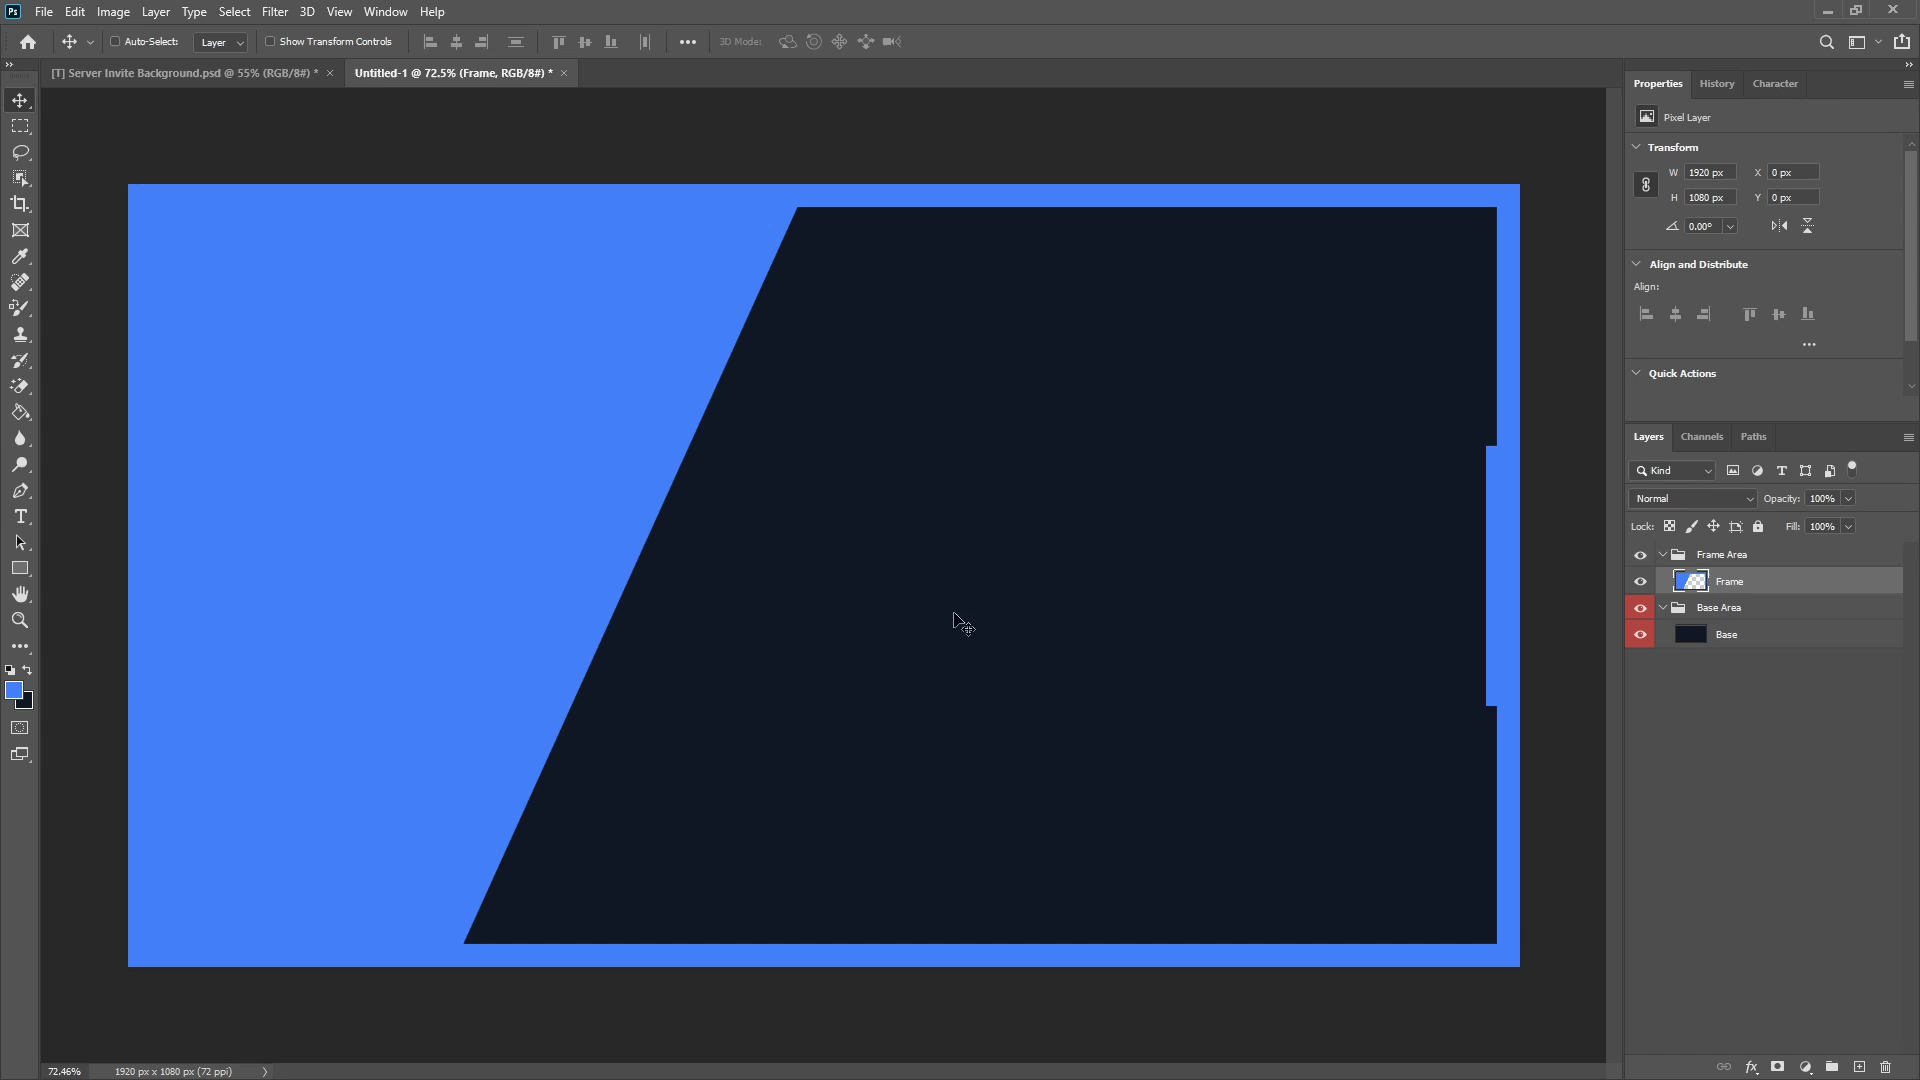 Ps File Edit Image Layer Type Select Filter 3D View Window Help
Auto-Select: Layer Show Transform Controls 3D Mode:
[T] Server Invite Background.psd @ 55% (RGB/8#) * × Untitled-1 @ 72.5% (Frame, RGB/8#) * ×
Properties History Character
Pixel Layer
Transform
W 1920 px X 0 px
H 1080 px Y 0 px
0.00°
Align and Distribute
Align:
Quick Actions
Layers Channels Paths
Kind
Normal Opacity: 100%
Lock: Fill: 100%
Frame Area
Frame
Base Area
Base
72.46% 1920 px x 1080 px (72 ppi)